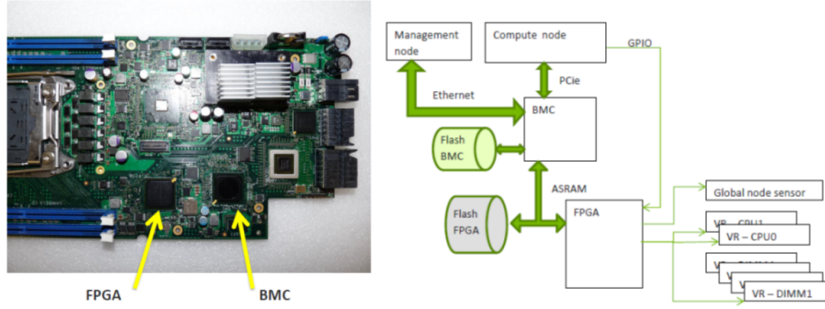 FPGA
BMC
Management
node
Compute node
GPIO
PCIe
Ethernet
BMC
Flash
BMC
ASRAM
Flash
FPGA
FPGA
Global node sensor
VR – CPU1
VR – CPU0
VR – DIMM1